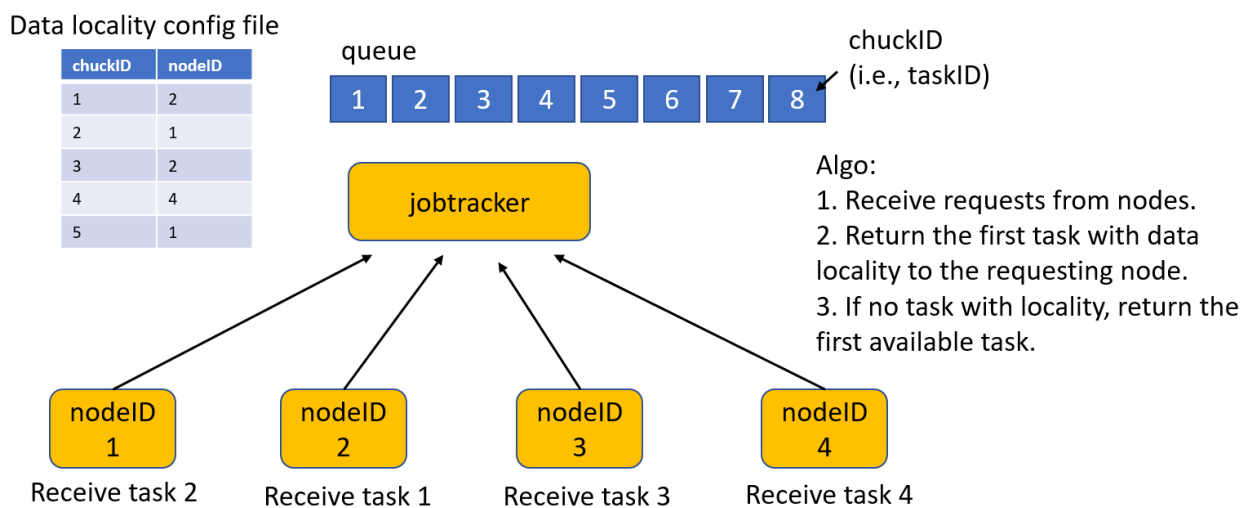 Data locality config file
chuckID nodeID
1 2
2 1
3 2
4 4
5 1
queue
1 2 3 4 5 6 7 8
chuckID
(i.e., taskID)
jobtracker
Algo:
1. Receive requests from nodes.
2. Return the first task with data
locality to the requesting node.
3. If no task with locality, return the
first available task.
nodeID
1
Receive task 2
nodeID
2
Receive task 1
nodeID
3
Receive task 3
nodeID
4
Receive task 4